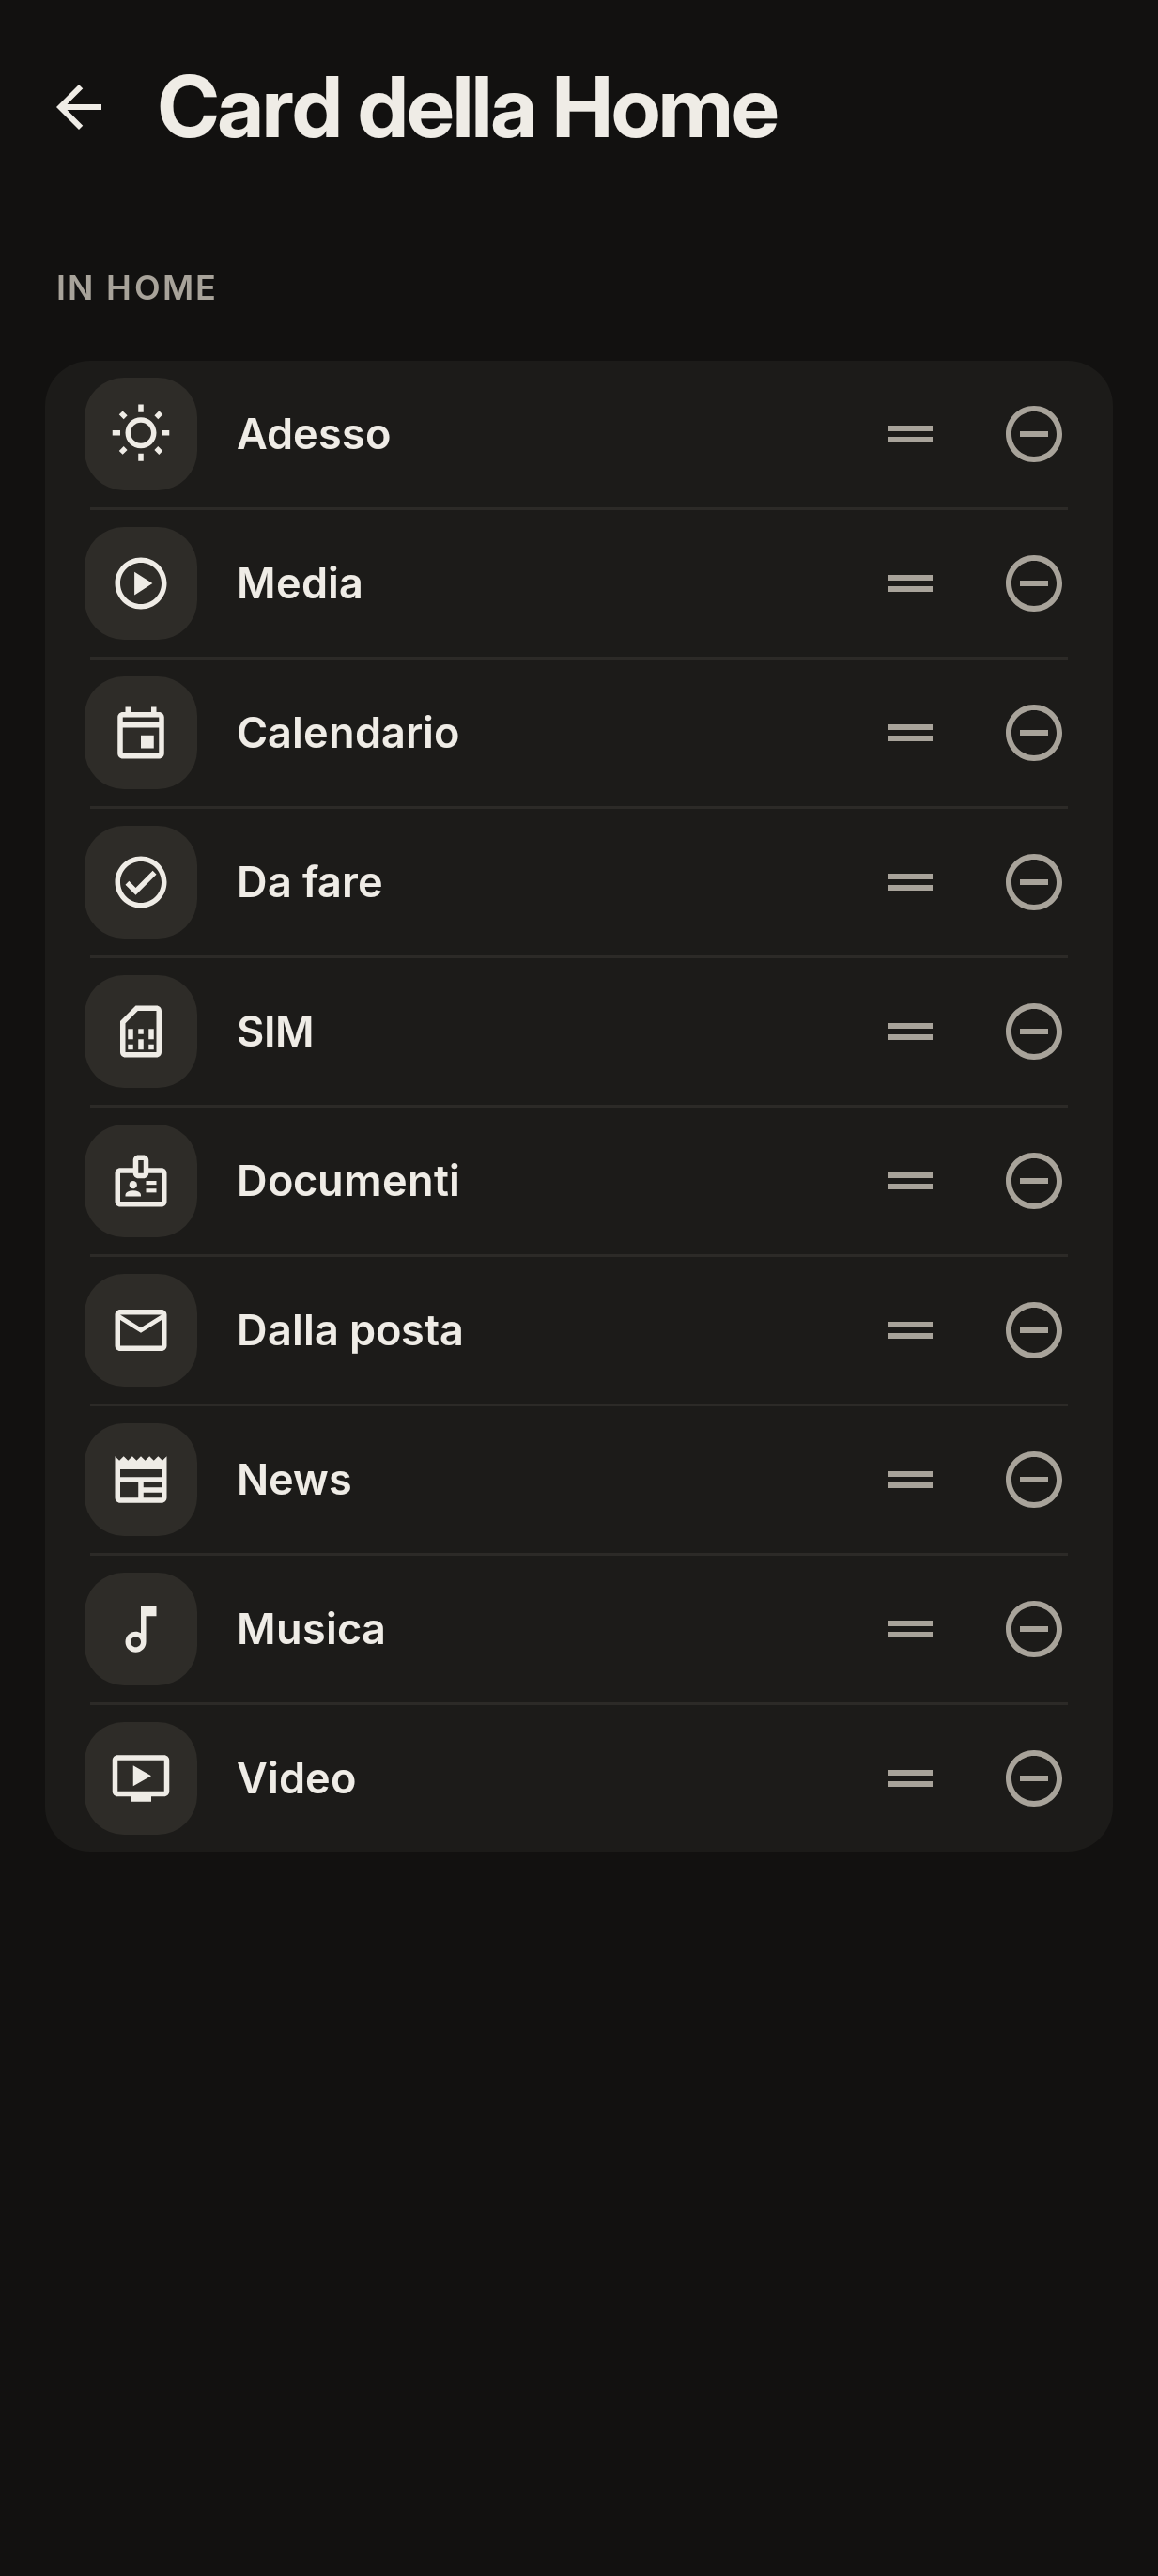 Card della Home
IN HOME
Adesso
Media
Calendario
Da fare
SIM
Documenti
Dalla posta
News
Musica
Video